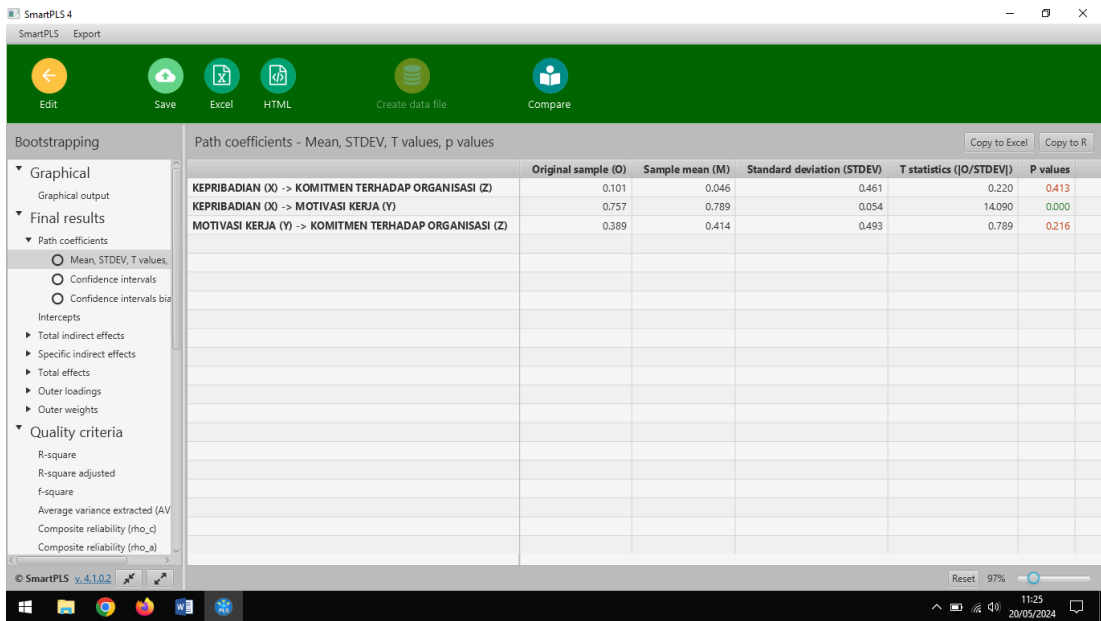 SmartPLS 4
SmartPLS Export
Edit Save Excel HTML Create data file Compare
Bootstrapping
Graphical
Graphical output
Final results
Path coefficients
Mean, STDEV, T values,
Confidence intervals
Confidence intervals bia
Intercepts
Total indirect effects
Specific indirect effects
Total effects
Outer loadings
Outer weights
Quality criteria
R-square
R-square adjusted
f-square
Average variance extracted (AV
Composite reliability (rho_c)
Composite reliability (rho_a)
Path coefficients - Mean, STDEV, T values, p values Copy to Excel Copy to R
Original sample (O) Sample mean (M) Standard deviation (STDEV) T statistics (|O/STDEV|) P values
KEPRIBADIAN (X) -> KOMITMEN TERHADAP ORGANISASI (Z) 0.101 0.046 0.461 0.220 0.413
KEPRIBADIAN (X) -> MOTIVASI KERJA (Y) 0.757 0.789 0.054 14.090 0.000
MOTIVASI KERJA (Y) -> KOMITMEN TERHADAP ORGANISASI (Z) 0.389 0.414 0.493 0.789 0.216
© SmartPLS v. 4.1.0.2 Reset 97%
PLS
11:25
20/05/2024